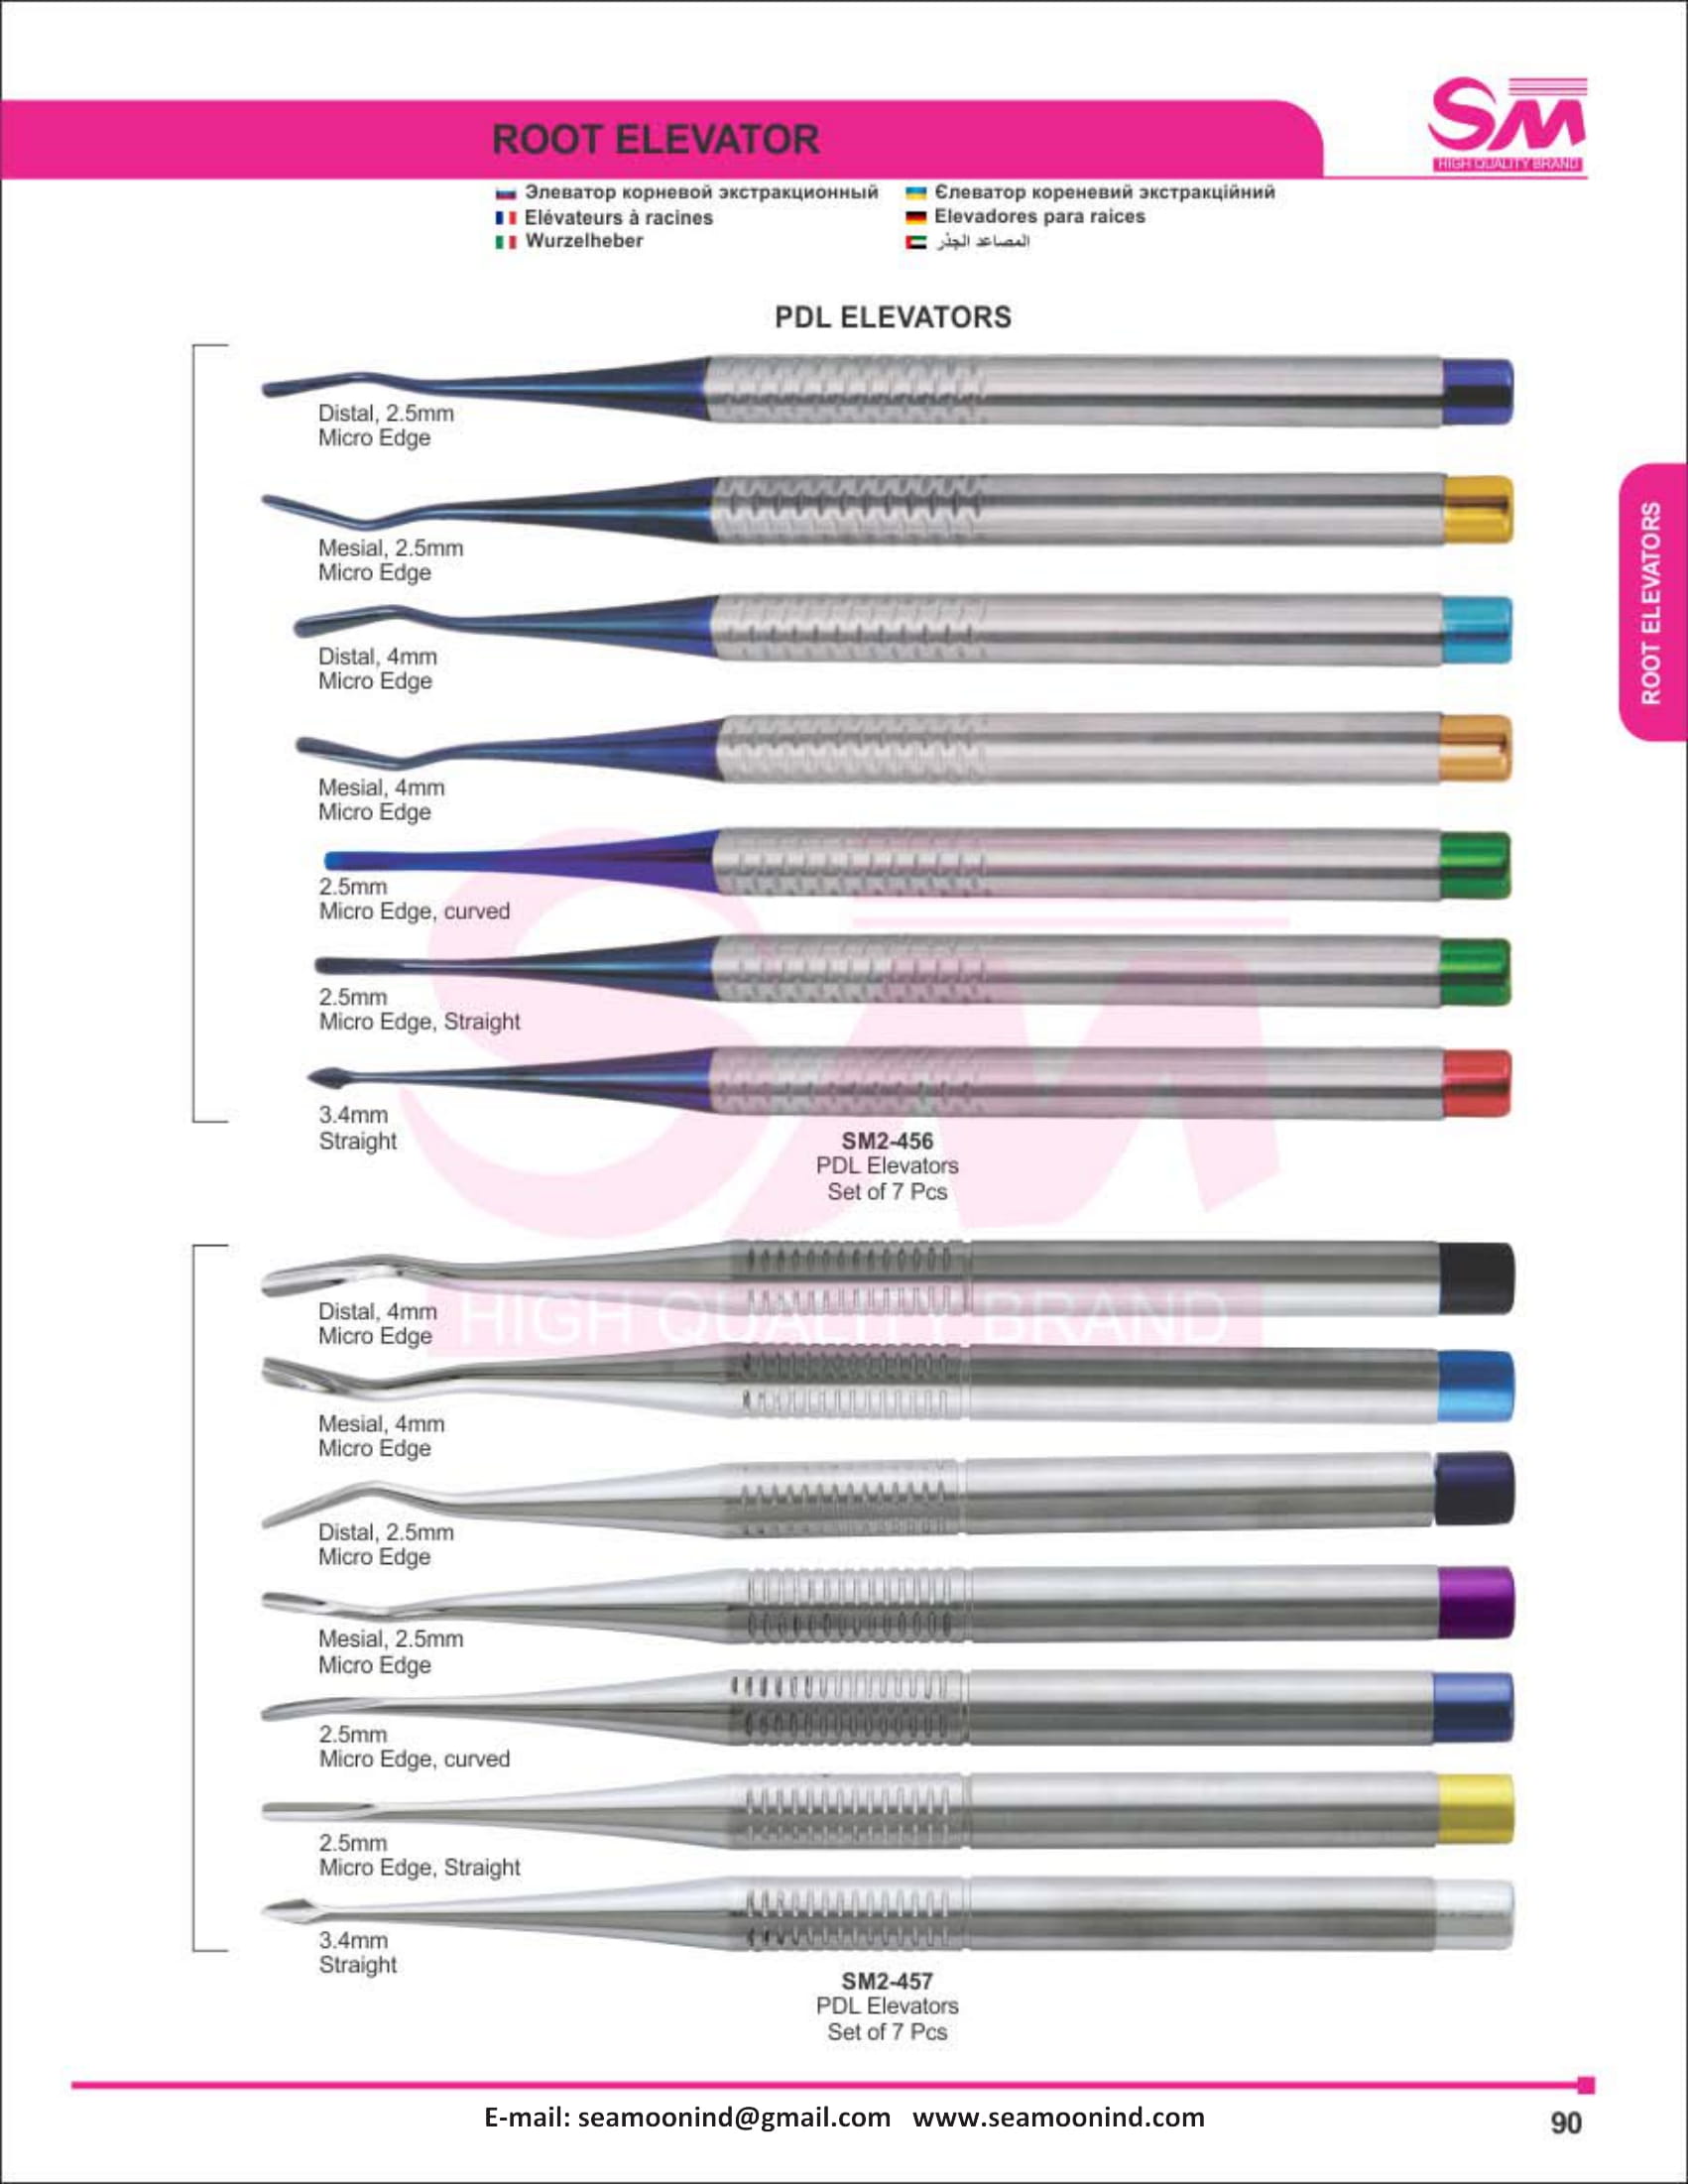 SM
HIGH QUALITY BRAND
ROOT ELEVATOR
Элеватор корневой экстракционный
Єлеватор кореневий экстракційний
Elévateurs à racines
Elevadores para raices
Wurzelheber
المصاعد الجذر
PDL ELEVATORS
Distal, 2.5mm
Micro Edge
Mesial, 2.5mm
Micro Edge
ROOT ELEVATORS
Distal, 4mm
Micro Edge
Mesial, 4mm
Micro Edge
2.5mm
Micro Edge, curved
2.5mm
Micro Edge, Straight
3.4mm
Straight
SM2-456
PDL Elevators
Set of 7 Pcs
SM
HIGH QUALITY BRAND
Distal, 4mm
Micro Edge
Mesial, 4mm
Micro Edge
Distal, 2.5mm
Micro Edge
Mesial, 2.5mm
Micro Edge
2.5mm
Micro Edge, curved
2.5mm
Micro Edge, Straight
3.4mm
Straight
SM2-457
PDL Elevators
Set of 7 Pcs
E-mail: seamoonind@gmail.com www.seamoonind.com
90